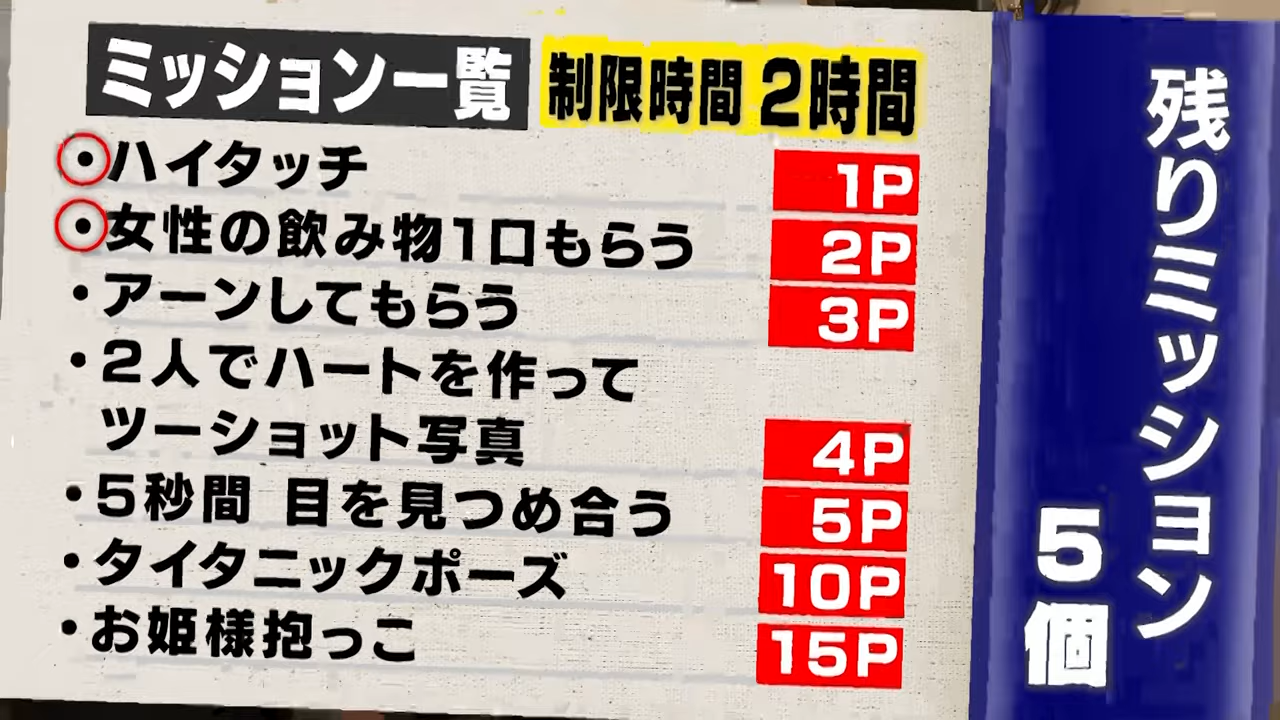 ミッション一覧 制限時間 2時間
・ハイタッチ 1P
・女性の飲み物1口もらう 2P
・アーンしてもらう 3P
・2人でハートを作って
ツーショット写真 4P
・5秒間 目を見つめ合う 5P
・タイタニックポーズ 10P
・お姫様抱っこ 15P
残りミッション
5個